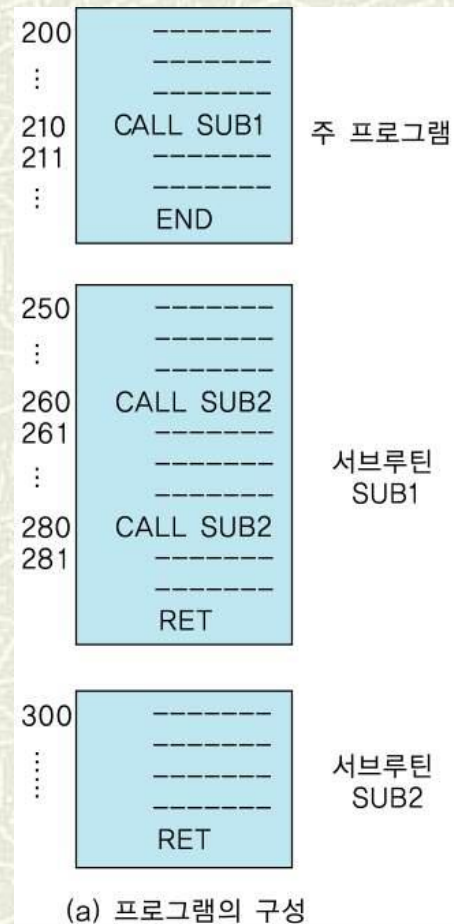 200 -------
-------
⋮ -------
210 CALL SUB1 주 프로그램
211 -------
⋮ -------
END
250 -------
-------
⋮ -------
260 CALL SUB2
261 -------
⋮ -------
-------
서브루틴
SUB1
280 CALL SUB2
281 -------
-------
RET
300 -------
-------
⋮ -------
-------
서브루틴
SUB2
RET
(a) 프로그램의 구성